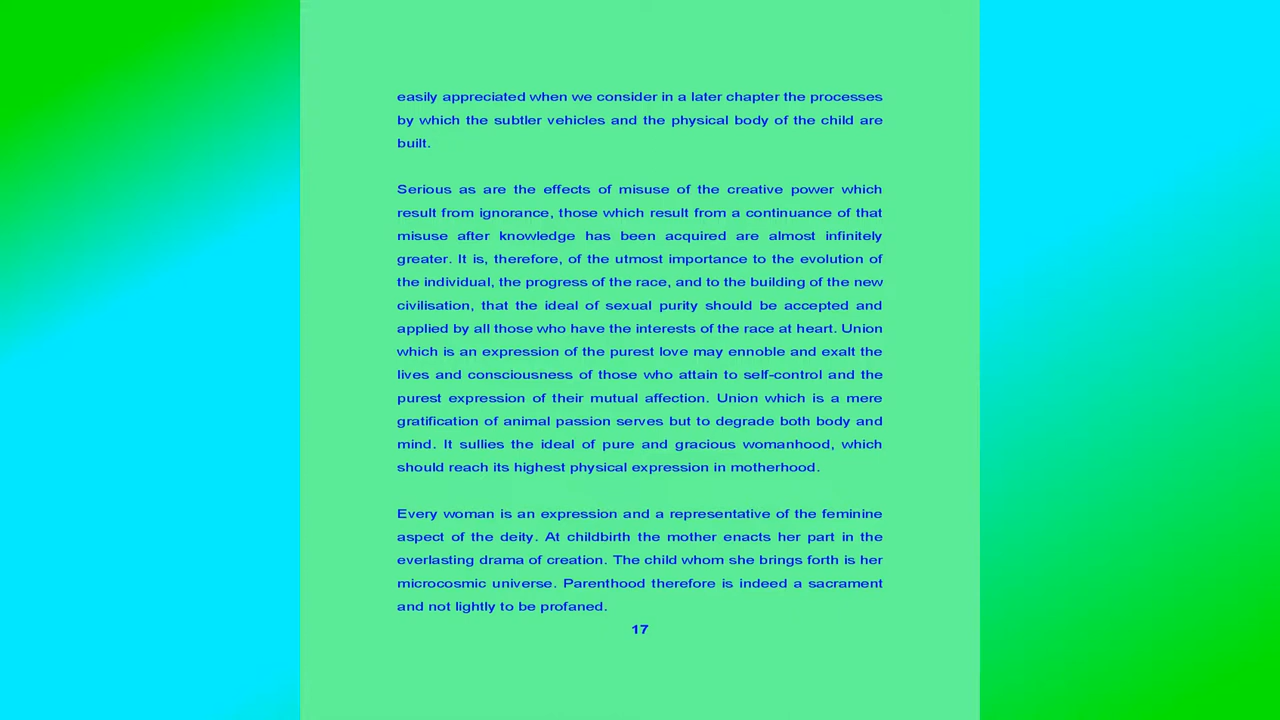 easily appreciated when we consider in a later chapter the processes
by which the subtler vehicles and the physical body of the child are
built.
Serious as are the effects of misuse of the creative power which
result from ignorance, those which result from a continuance of that
misuse after knowledge has been acquired are almost infinitely
greater. It is, therefore, of the utmost importance to the evolution of
the individual, the progress of the race, and to the building of the new
civilisation, that the ideal of sexual purity should be accepted and
applied by all those who have the interests of the race at heart. Union
which is an expression of the purest love may ennoble and exalt the
lives and consciousness of those who attain to self-control and the
purest expression of their mutual affection. Union which is a mere
gratification of animal passion serves but to degrade both body and
mind. It sullies the ideal of pure and gracious womanhood, which
should reach its highest physical expression in motherhood.
Every woman is an expression and a representative of the feminine
aspect of the deity. At childbirth the mother enacts her part in the
everlasting drama of creation. The child whom she brings forth is her
microcosmic universe. Parenthood therefore is indeed a sacrament
and not lightly to be profaned.
17